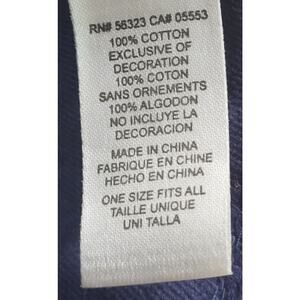 RN# 56323 CA# 05553
100% COTTON
EXCLUSIVE OF
DECORATION
100% COTON
SANS ORNEMENTS
100% ALGODON
NO INCLUYE LA
DECORACION
MADE IN CHINA
FABRIQUE EN CHINE
HECHO EN CHINA
ONE SIZE FITS ALL
TAILLE UNIQUE
UNI TALLA